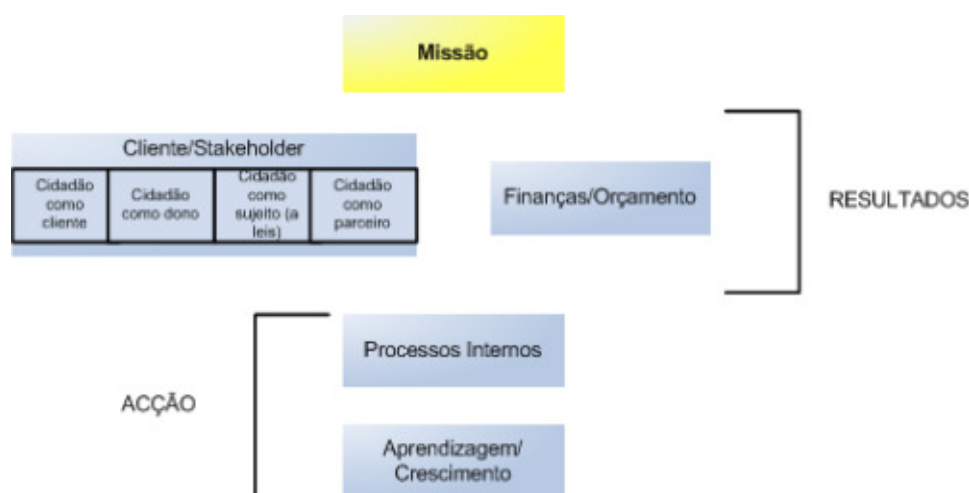 Missão
Cliente/Stakeholder
Cidadão
como
cliente
Cidadão
como dono
Cidadão
como
sujeito (a
leis)
Cidadão
como
parceiro
Finanças/Orçamento
RESULTADOS
Processos Internos
ACÇÃO
Aprendizagem/
Crescimento